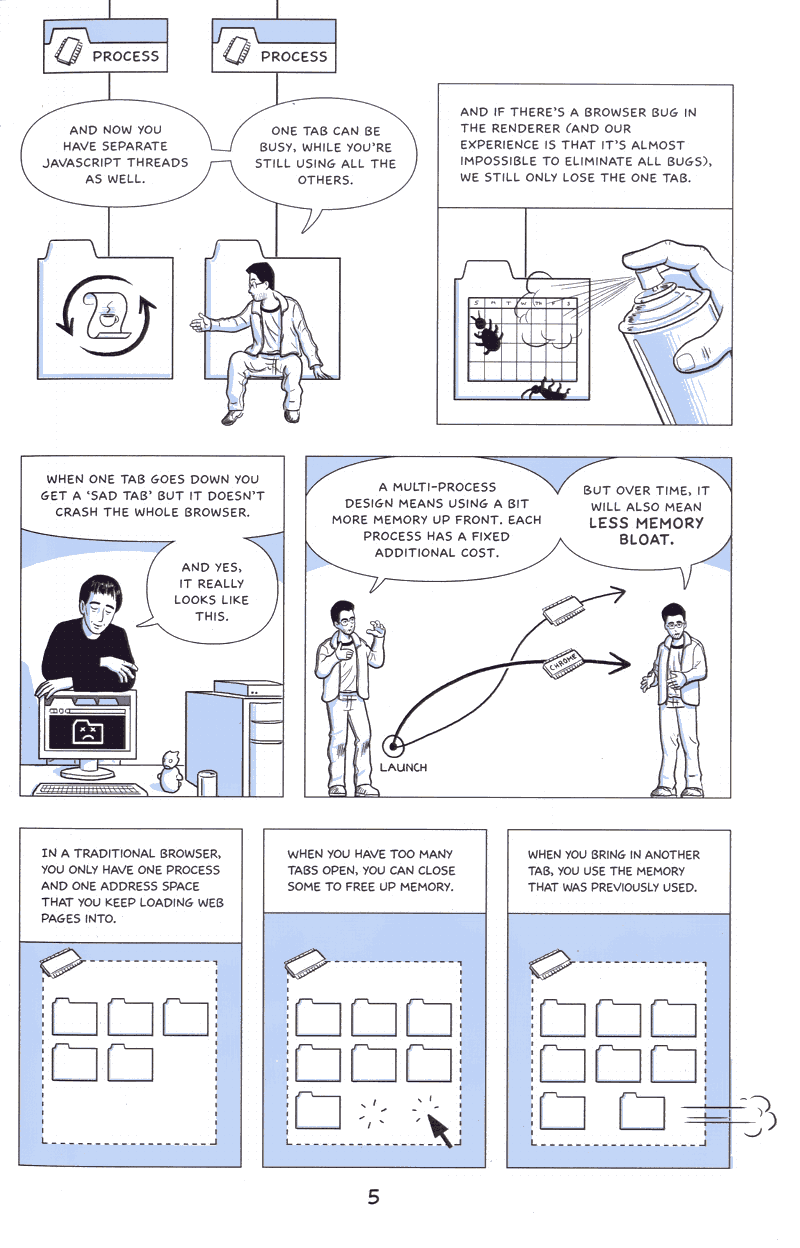 PROCESS
PROCESS
AND NOW YOU
HAVE SEPARATE
JAVASCRIPT THREADS
AS WELL.
ONE TAB CAN BE
BUSY, WHILE YOU'RE
STILL USING ALL THE
OTHERS.
AND IF THERE'S A BROWSER BUG IN
THE RENDERER (AND OUR
EXPERIENCE IS THAT IT'S ALMOST
IMPOSSIBLE TO ELIMINATE ALL BUGS),
WE STILL ONLY LOSE THE ONE TAB.
S M T W TH F S
WHEN ONE TAB GOES DOWN YOU
GET A 'SAD TAB' BUT IT DOESN'T
CRASH THE WHOLE BROWSER.
AND YES,
IT REALLY
LOOKS LIKE
THIS.
A MULTI-PROCESS
DESIGN MEANS USING A BIT
MORE MEMORY UP FRONT. EACH
PROCESS HAS A FIXED
ADDITIONAL COST.
BUT OVER TIME, IT
WILL ALSO MEAN
LESS MEMORY
BLOAT.
CHROME
LAUNCH
IN A TRADITIONAL BROWSER,
YOU ONLY HAVE ONE PROCESS
AND ONE ADDRESS SPACE
THAT YOU KEEP LOADING WEB
PAGES INTO.
WHEN YOU HAVE TOO MANY
TABS OPEN, YOU CAN CLOSE
SOME TO FREE UP MEMORY.
WHEN YOU BRING IN ANOTHER
TAB, YOU USE THE MEMORY
THAT WAS PREVIOUSLY USED.
5